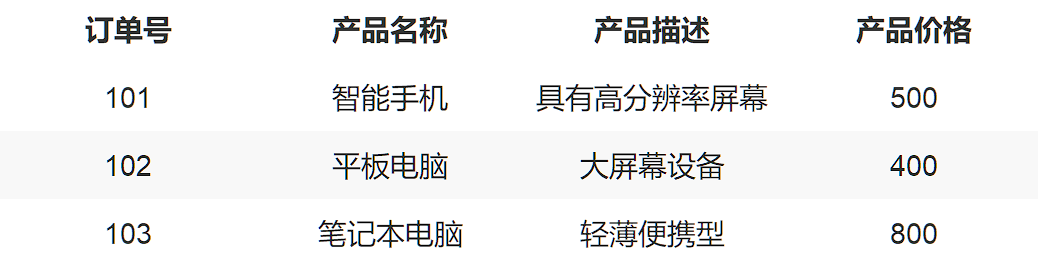 订单号 产品名称 产品描述 产品价格
101 智能手机 具有高分辨率屏幕 500
102 平板电脑 大屏幕设备 400
103 笔记本电脑 轻薄便携型 800